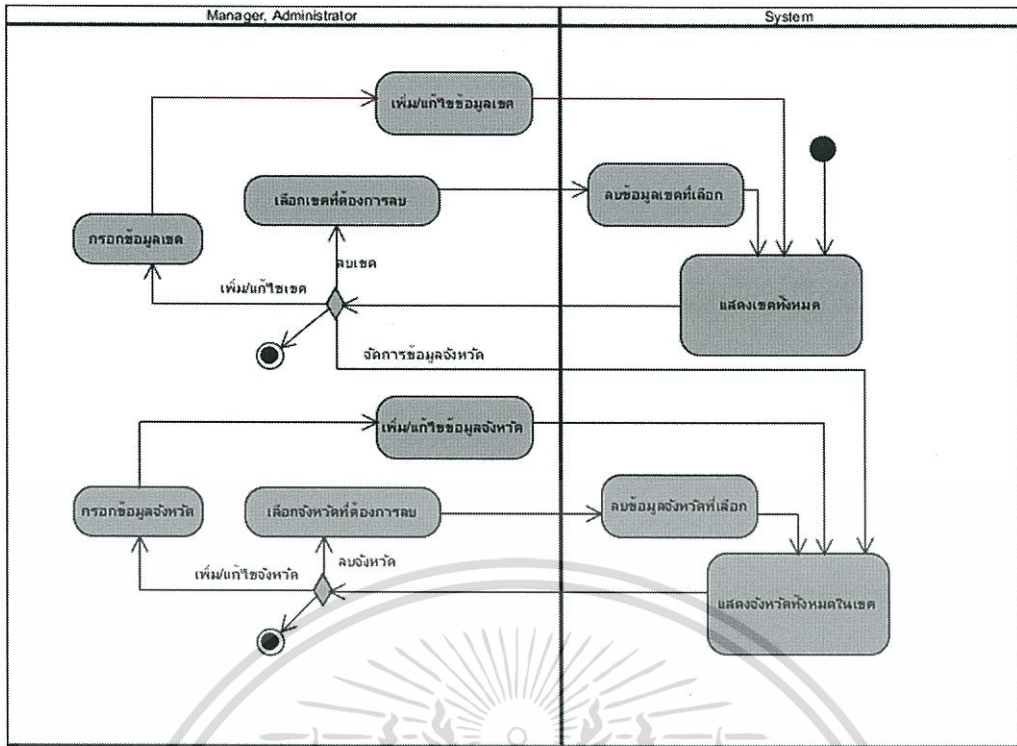 Manager, Administrator
System
เพิ่ม/แก้ไขข้อมูลเขต
เลือกเขตที่ต้องการลบ
ลบข้อมูลเขตที่เลือก
กรอกข้อมูลเขต
ลบเขต
เพิ่ม/แก้ไขเขต
แสดงเขตทั้งหมด
จัดการข้อมูลจังหวัด
เพิ่ม/แก้ไขข้อมูลจังหวัด
กรอกข้อมูลจังหวัด
เลือกจังหวัดที่ต้องการลบ
ลบข้อมูลจังหวัดที่เลือก
ลบจังหวัด
เพิ่ม/แก้ไขจังหวัด
แสดงจังหวัดทั้งหมดในเขต